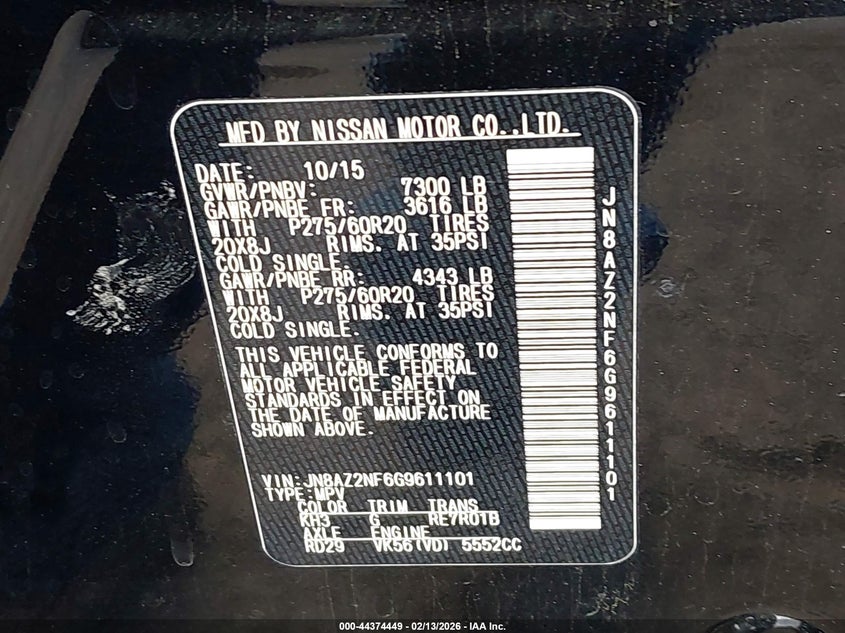 MFD BY NISSAN MOTOR CO.,LTD.
DATE: 10/15
GVWR/PNBV: 7300 LB
GAWR/PNBE FR: 3616 LB
WITH P275/60R20 TIRES
20X8J RIMS. AT 35PSI
COLD SINGLE.
GAWR/PNBE RR: 4343 LB
WITH P275/60R20 TIRES
20X8J RIMS. AT 35PSI
COLD SINGLE.
THIS VEHICLE CONFORMS TO
ALL APPLICABLE FEDERAL
MOTOR VEHICLE SAFETY
STANDARDS IN EFFECT ON
THE DATE OF MANUFACTURE
SHOWN ABOVE.
VIN:JN8AZ2NF6G9611101
TYPE:MPV
COLOR TRIM TRANS
KH3 G RE7R01B
AXLE ENGINE
RD29 VK56(VD) 5552CC
JN8AZ2NF6G9611101
000-44374449 - 02/13/2026 - IAA Inc.